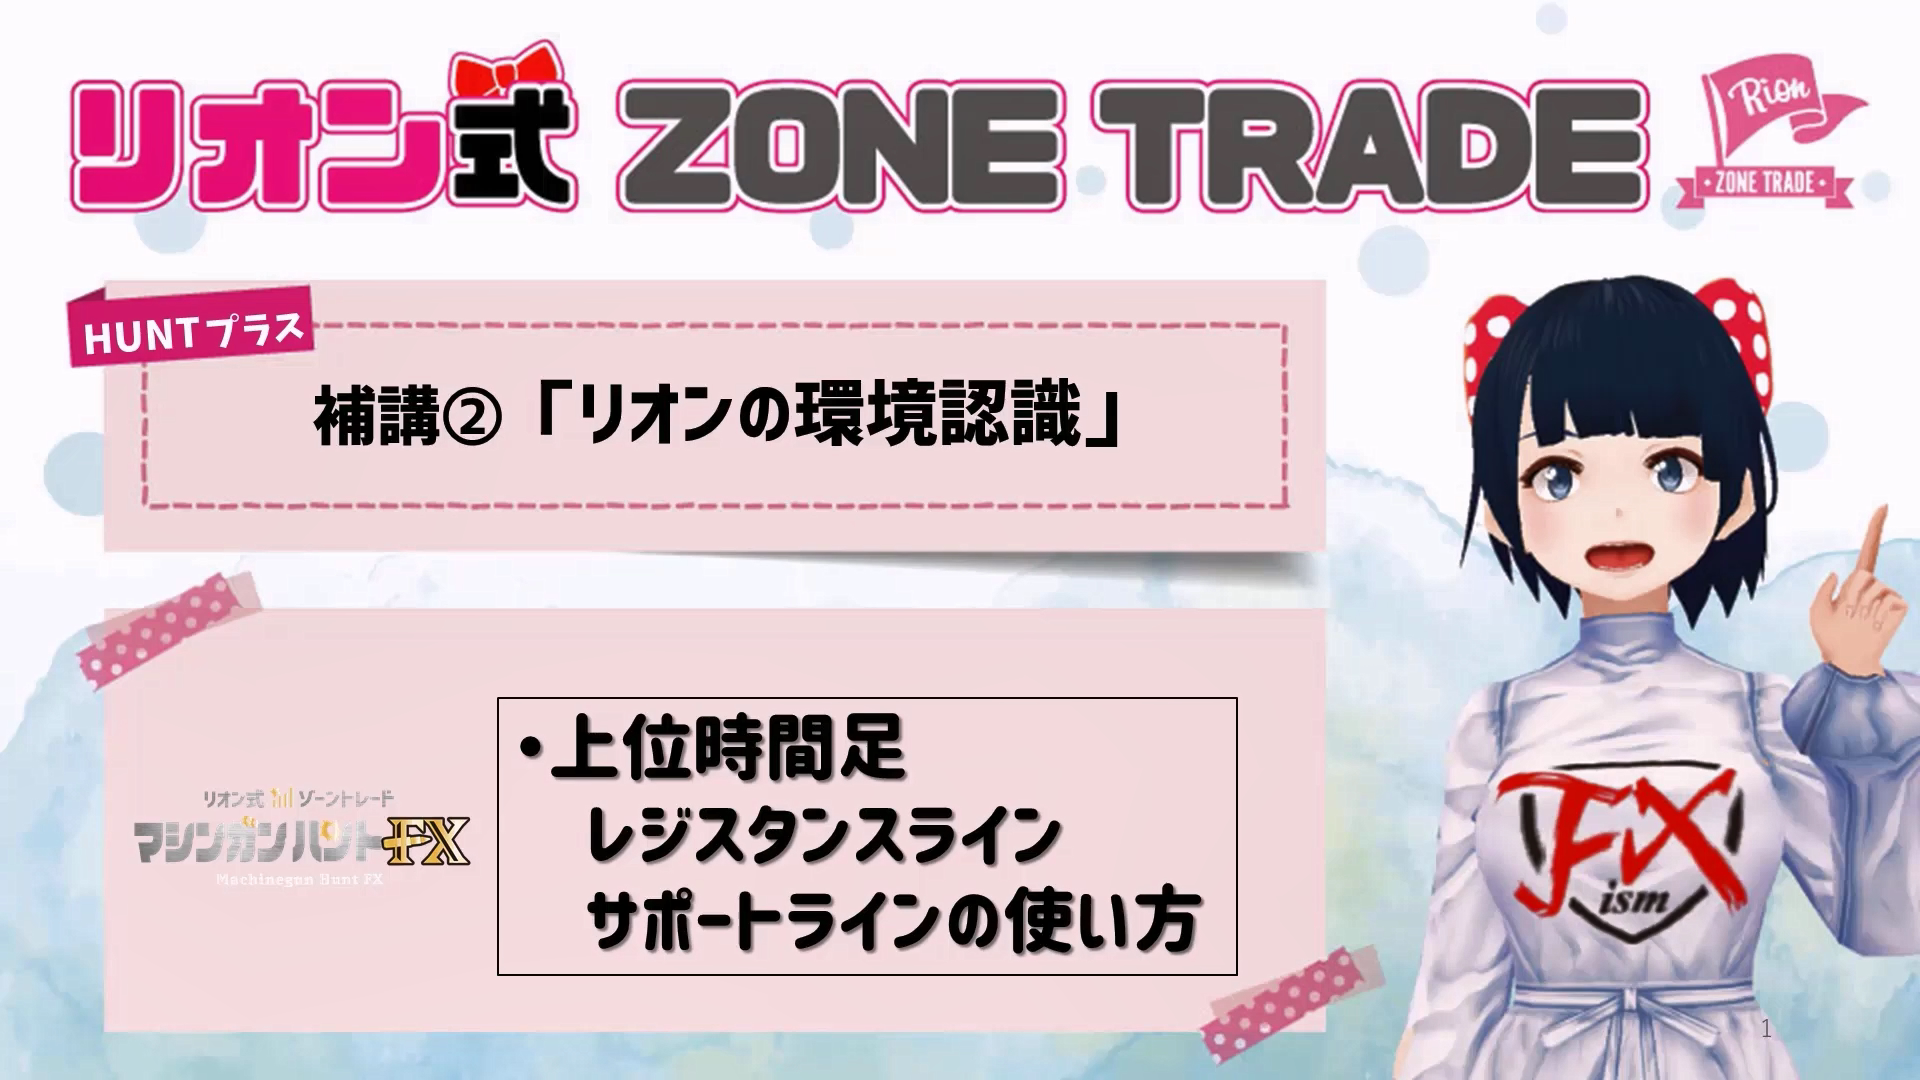 リオン式 ZONE TRADE
Rion
・ZONE TRADE・
HUNTプラス
補講②「リオンの環境認識」
・上位時間足
レジスタンスライン
サポートラインの使い方
リオン式 ゾーントレード
マシンガンハントFX
Machinegan Hunt FX
FX
ism
1